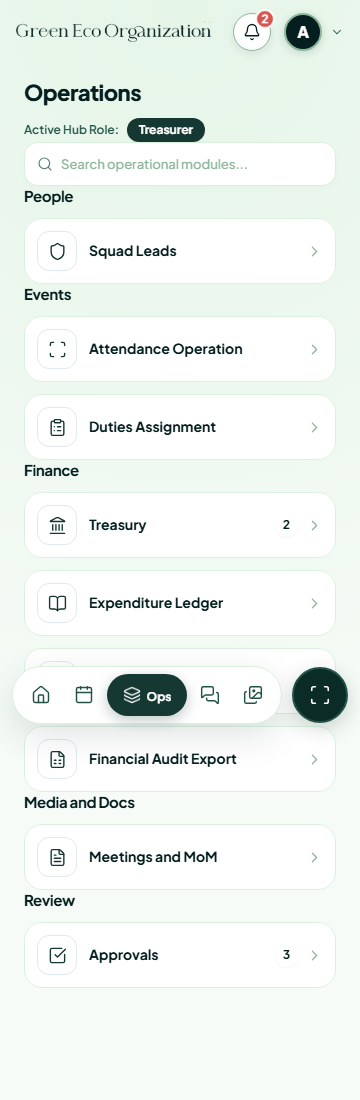 Green Eco Organization
2
A
Operations
Active Hub Role: Treasurer
Search operational modules...
People
Squad Leads
Events
Attendance Operation
Duties Assignment
Finance
Treasury 2
Expenditure Ledger
Ops
Financial Audit Export
Media and Docs
Meetings and MoM
Review
Approvals 3